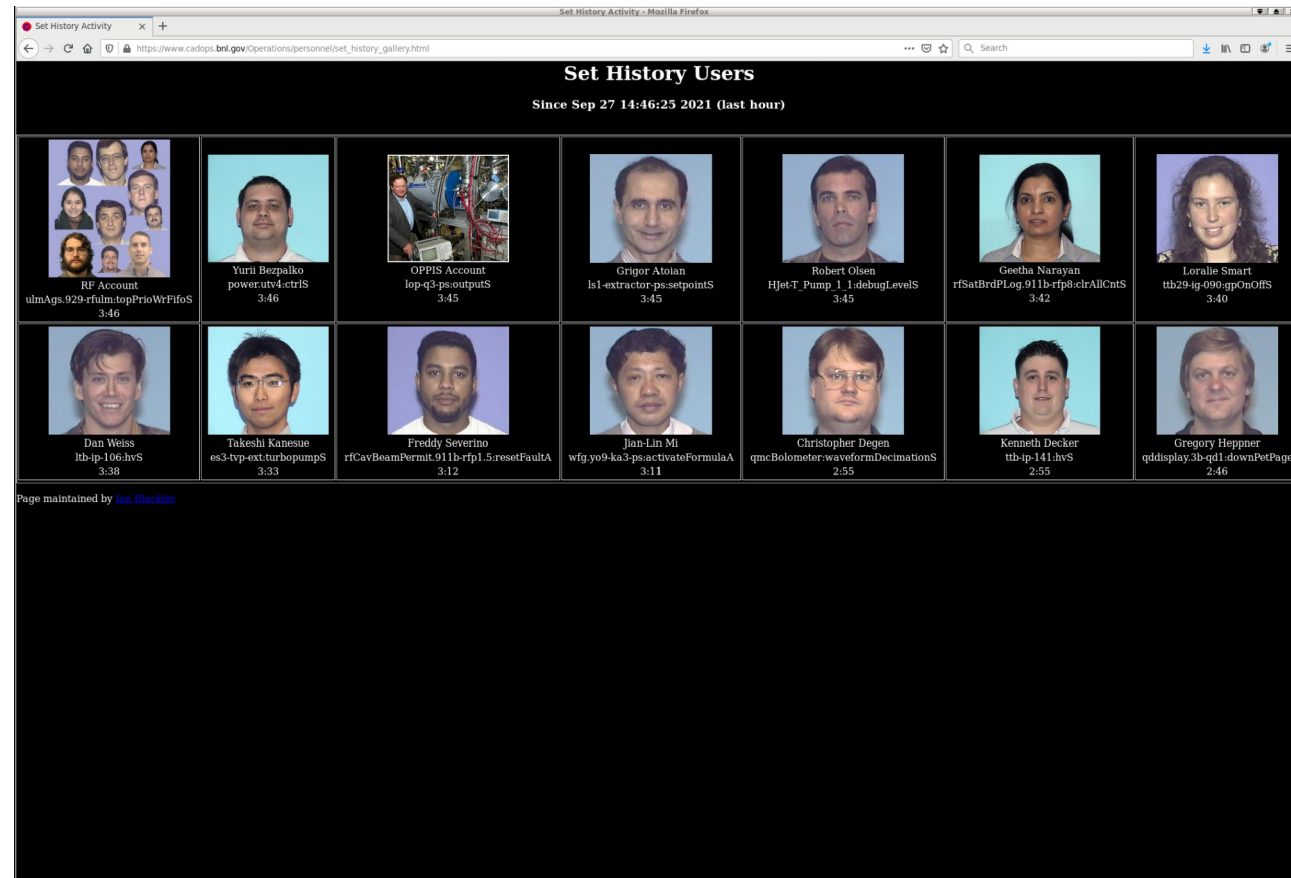 Set History Activity - Mozilla Firefox
Set History Activity
https://www.cadops.bnl.gov/Operations/personnel/set_history_gallery.html
Search
Set History Users
Since Sep 27 14:46:25 2021 (last hour)
RF Account
ulmAgs.929-rfulm:topPrioWrFifoS
3:46
Yurii Bezpalko
power.utv4:ctrlS
3:46
OPPIS Account
lop-q3-ps:outputS
3:45
Grigor Atoian
ls1-extractor-ps:setpointS
3:45
Robert Olsen
HJet-T_Pump_1_1:debugLevelS
3:45
Geetha Narayan
rfSatBrdPLog.911b-rfp8:clrAllCntS
3:42
Loralie Smart
ttb29-ig-090:gpOnOffS
3:40
Dan Weiss
ltb-ip-106:hvS
3:38
Takeshi Kanesue
es3-tvp-ext:turbopumpS
3:33
Freddy Severino
rfCavBeamPermit.911b-rfp1.5:resetFaultA
3:12
Jian-Lin Mi
wfg.yo9-ka3-ps:activateFormulaA
3:11
Christopher Degen
qmcBolometer:waveformDecimationS
2:55
Kenneth Decker
ttb-ip-141:hvS
2:55
Gregory Heppner
qddisplay.3b-qd1:downPetPage
2:46
Page maintained by Ian Blackler